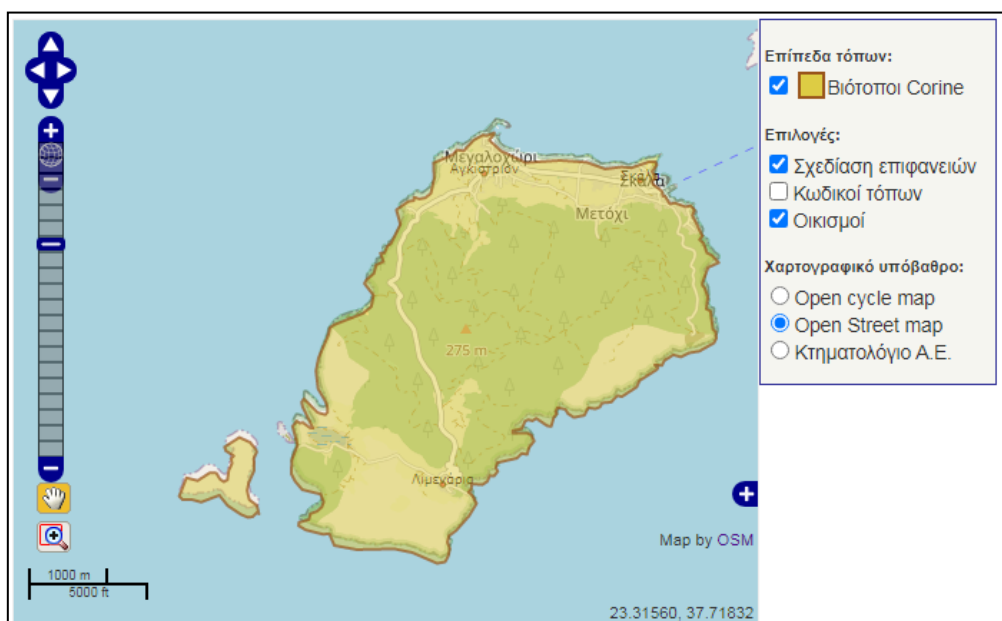 Μεγαλοχώρι
Αγκιστρίου
Σκάλα
Μετόχι
275 m
Λιμενάρια
1000 m
5000 ft
Map by OSM
23.31560, 37.71832
Επίπεδα τόπων:
Βιότοποι Corine
Επιλογές:
Σχεδίαση επιφανειών
Κωδικοί τόπων
Οικισμοί
Χαρτογραφικό υπόβαθρο:
Open cycle map
Open Street map
Κτηματολόγιο Α.Ε.